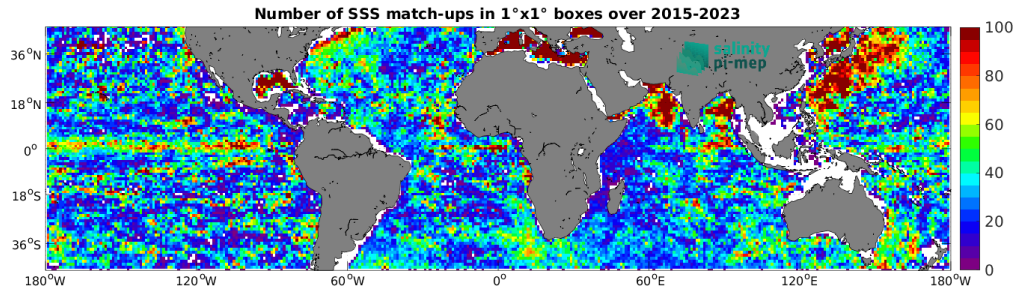 Number of SSS match-ups in 1°x1° boxes over 2015-2023
36°N
18°N
0°
18°S
36°S
180°W
120°W
60°W
0°
60°E
120°E
180°W
salinity
pi-mep
100
80
60
40
20
0